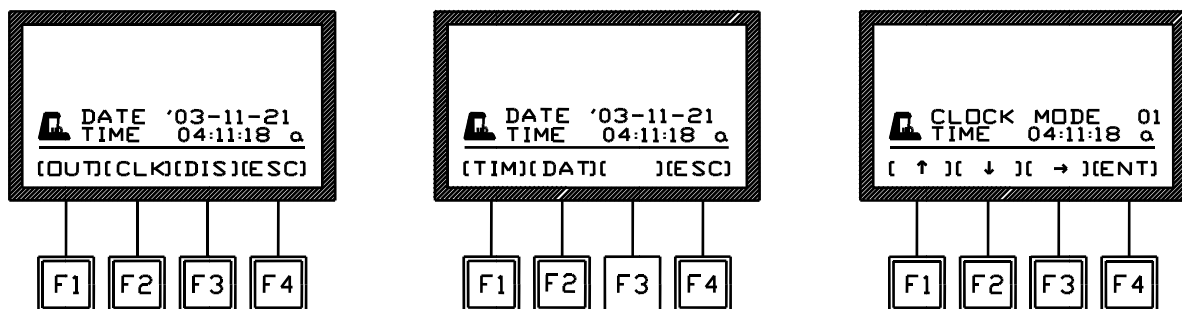 DATE '03-11-21
TIME 04:11:18 a
[OUT][CLK][DIS][ESC]
F1 F2 F3 F4
DATE '03-11-21
TIME 04:11:18 a
[TIM][DAT][ ][ESC]
F1 F2 F3 F4
CLOCK MODE 01
TIME 04:11:18 a
[ ↑ ][ ↓ ][ → ][ENT]
F1 F2 F3 F4